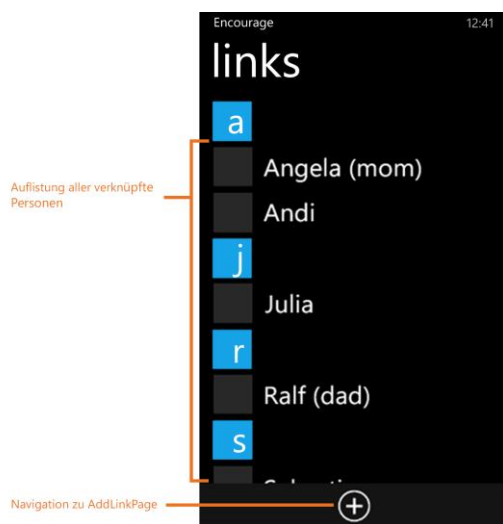 Encourage 12:41
links
a
Auflistung aller verknüpfte
Personen
Angela (mom)
Andi
j
Julia
r
Ralf (dad)
s
Navigation zu AddLinkPage